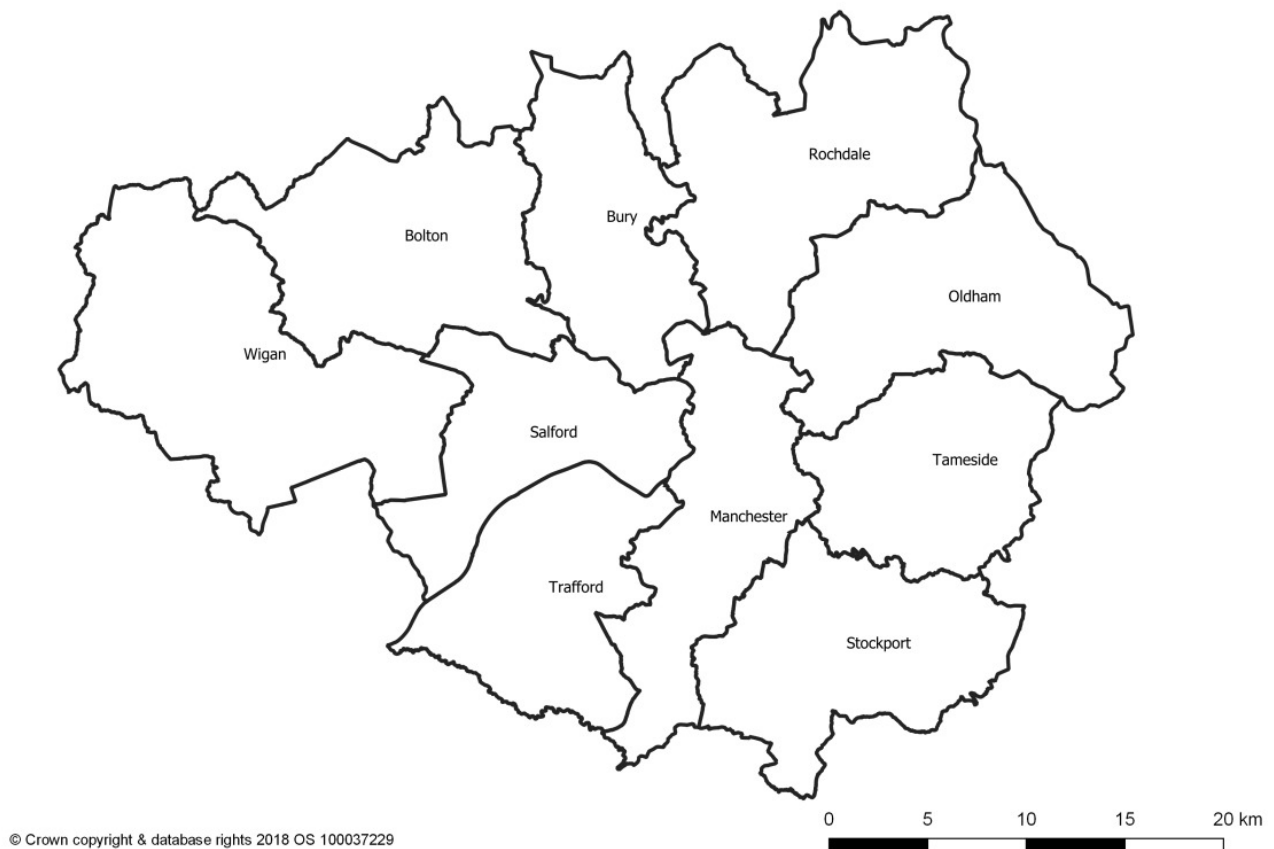 Rochdale
Bury
Bolton
Oldham
Wigan
Salford
Tameside
Manchester
Trafford
Stockport
0 5 10 15 20 km
© Crown copyright & database rights 2018 OS 100037229